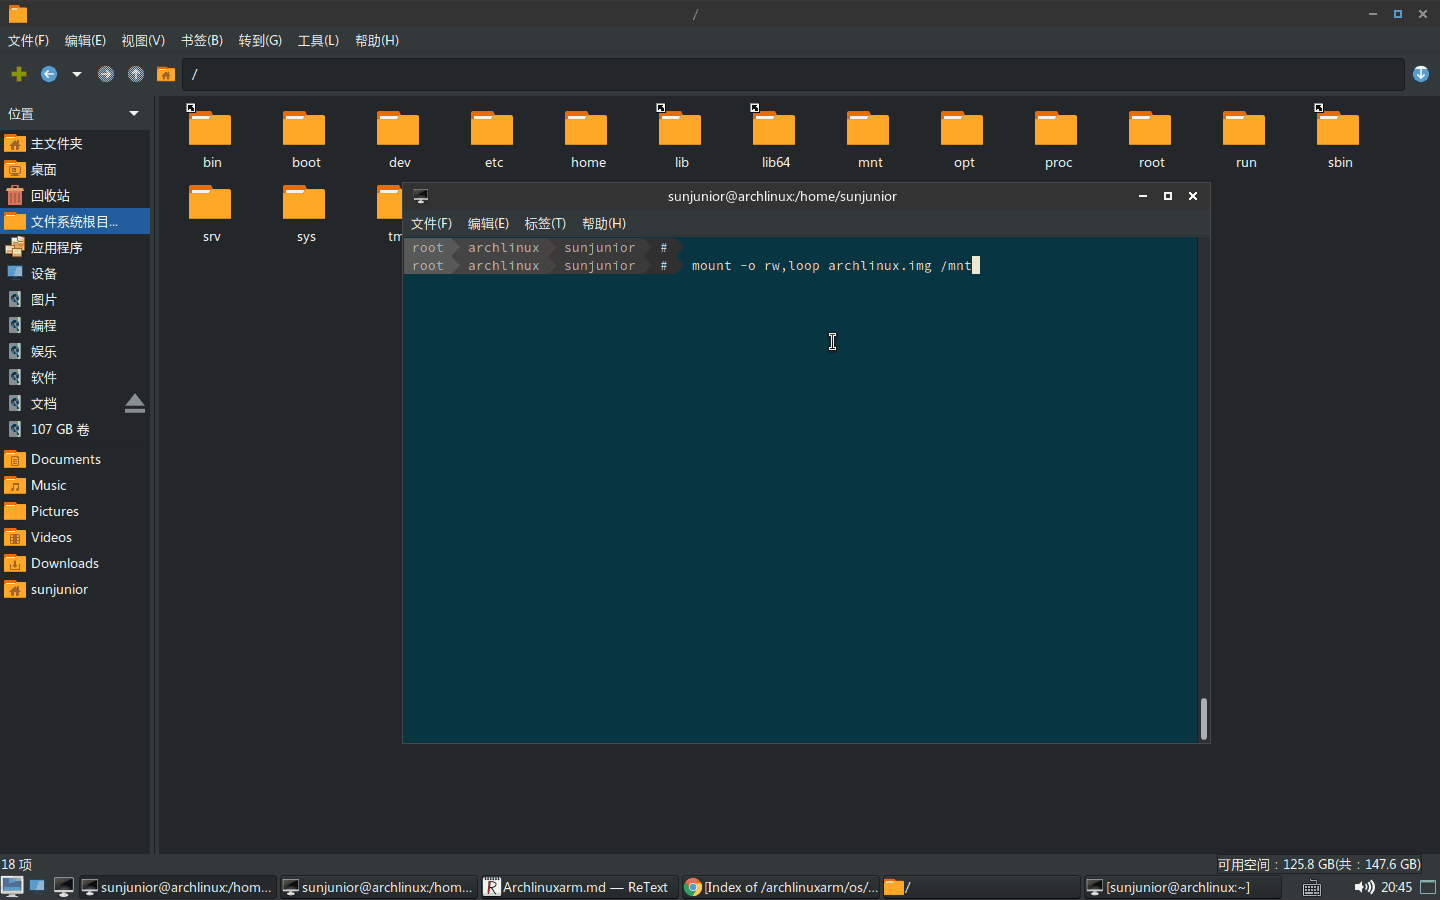 /
文件(F) 编辑(E) 视图(V) 书签(B) 转到(G) 工具(L) 帮助(H)
/
位置
主文件夹
桌面
回收站
文件系统根目...
应用程序
设备
图片
编程
娱乐
软件
文档
107 GB 卷
Documents
Music
Pictures
Videos
Downloads
sunjunior
bin boot dev etc home lib lib64 mnt opt proc root run sbin
srv sys
sunjunior@archlinux:/home/sunjunior
文件(F) 编辑(E) 标签(T) 帮助(H)
root archlinux sunjunior #
root archlinux sunjunior # mount -o rw,loop archlinux.img /mnt
18 项
可用空间：125.8 GB(共：147.6 GB)
sunjunior@archlinux:/hom... sunjunior@archlinux:/hom... Archlinuxarm.md — ReText [Index of /archlinuxarm/os/... / [sunjunior@archlinux:~] 20:45